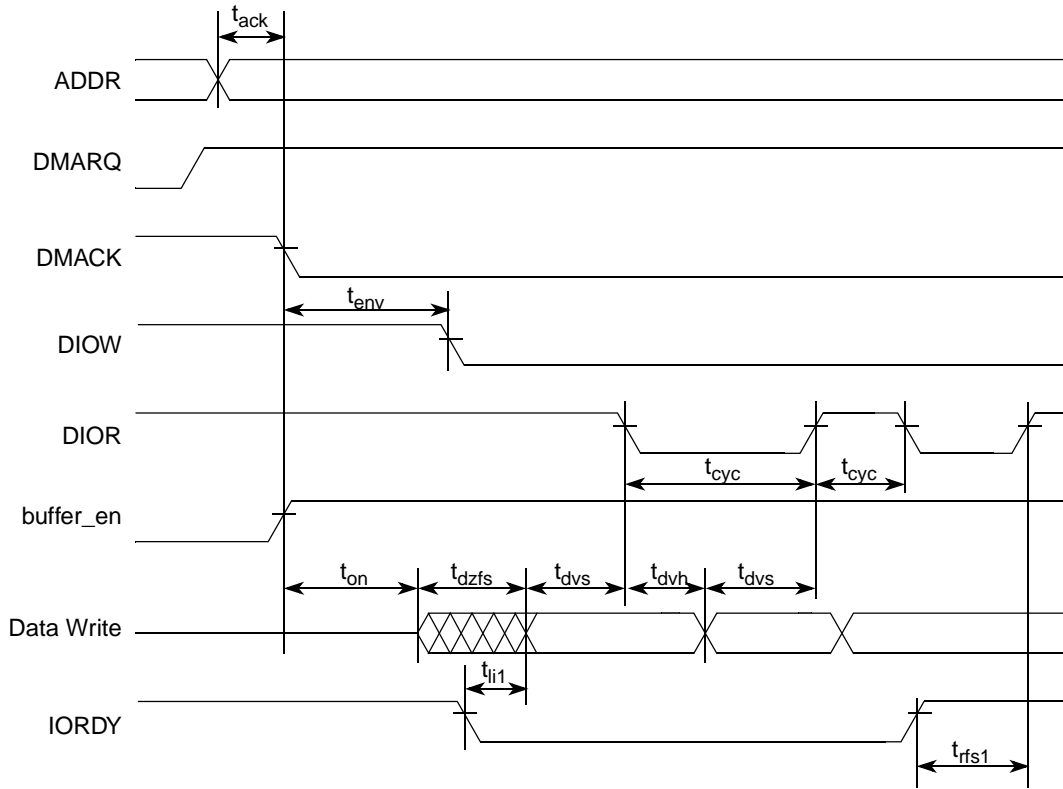 tack
ADDR
DMARQ
DMACK
tenv
DIOW
DIOR
tcyc tcyc
buffer_en
ton tdzfs tdvs tdvh tdvs
Data Write
tli1
IORDY
trfs1